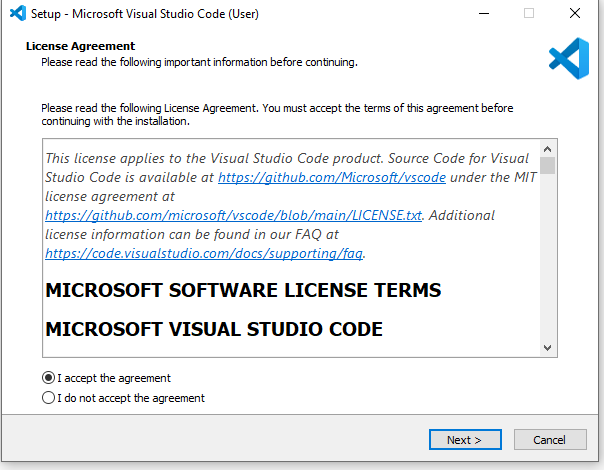 Setup - Microsoft Visual Studio Code (User)
License Agreement
Please read the following important information before continuing.
Please read the following License Agreement. You must accept the terms of this agreement before
continuing with the installation.
This license applies to the Visual Studio Code product. Source Code for Visual
Studio Code is available at https://github.com/Microsoft/vscode under the MIT
license agreement at
https://github.com/microsoft/vscode/blob/main/LICENSE.txt. Additional
license information can be found in our FAQ at
https://code.visualstudio.com/docs/supporting/faq.
MICROSOFT SOFTWARE LICENSE TERMS
MICROSOFT VISUAL STUDIO CODE
I accept the agreement
I do not accept the agreement
Next >
Cancel